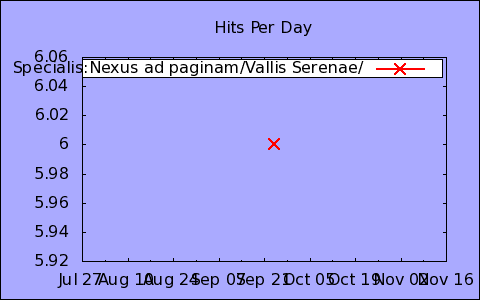 Hits Per Day
6.06
Specialis:Nexus ad paginam/Vallis Serenae/
6.04
6.02
6
5.98
5.96
5.94
5.92
Jul 27 Aug 10 Aug 24 Sep 07 Sep 21 Oct 05 Oct 19 Nov 02 Nov 16